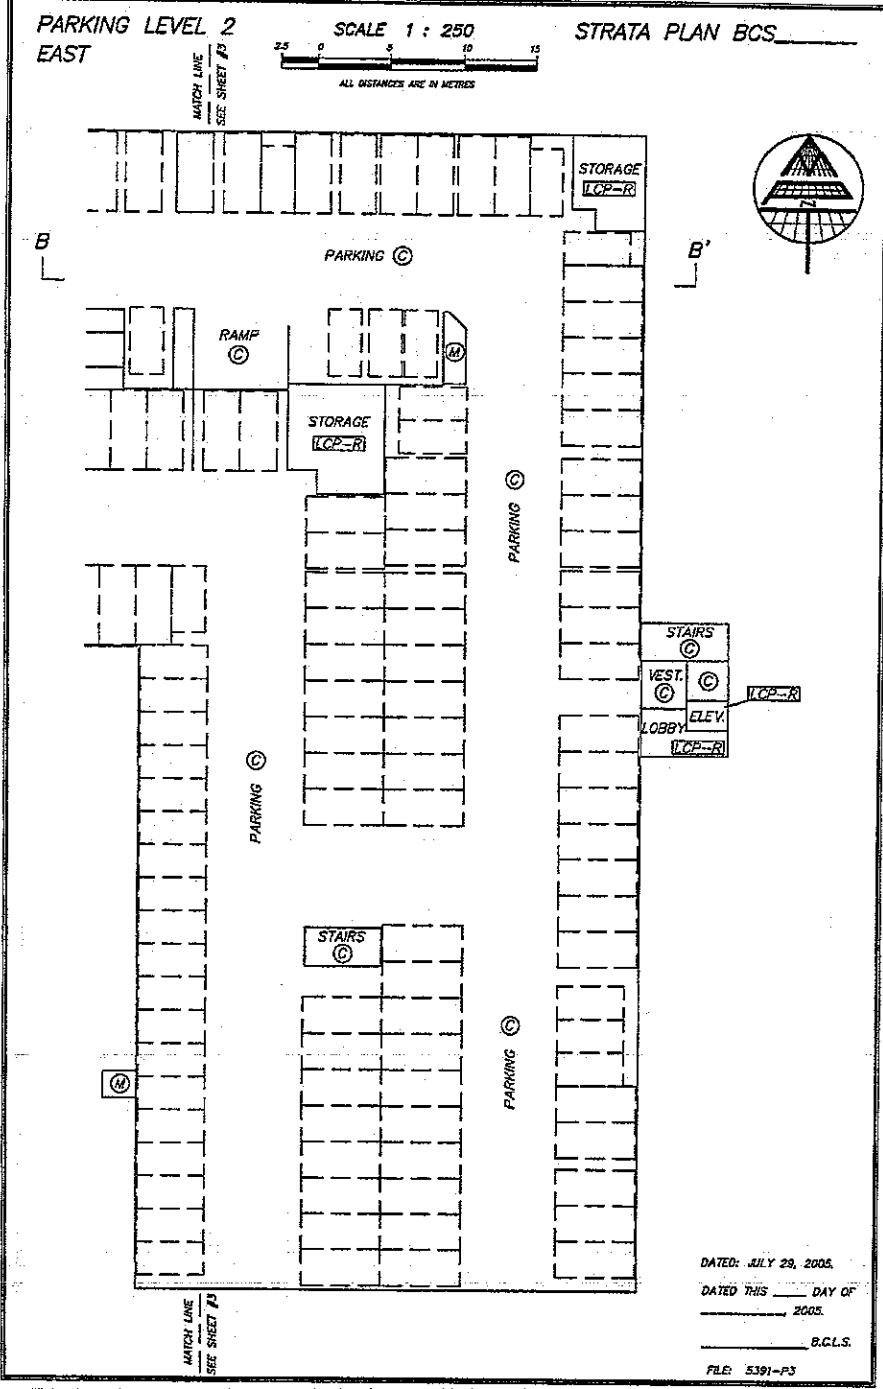 PARKING LEVEL 2
EAST
SCALE 1 : 250
STRATA PLAN BCS
MATCH LINE
SEE SHEET #3
2.5 0 5 10 15
ALL DISTANCES ARE IN METRES
STORAGE
LCP-R
N
B
PARKING C
B'
RAMP
C
M
STORAGE
LCP-R
PARKING C
STAIRS
C
VEST.
C
C
LCP-R
LOBBY
ELEV.
LCP-R
PARKING C
STAIRS
C
PARKING C
M
DATED: JULY 29, 2005.
DATED THIS DAY OF
2005.
B.C.L.S.
FILE: 5391-P3
MATCH LINE
SEE SHEET #3